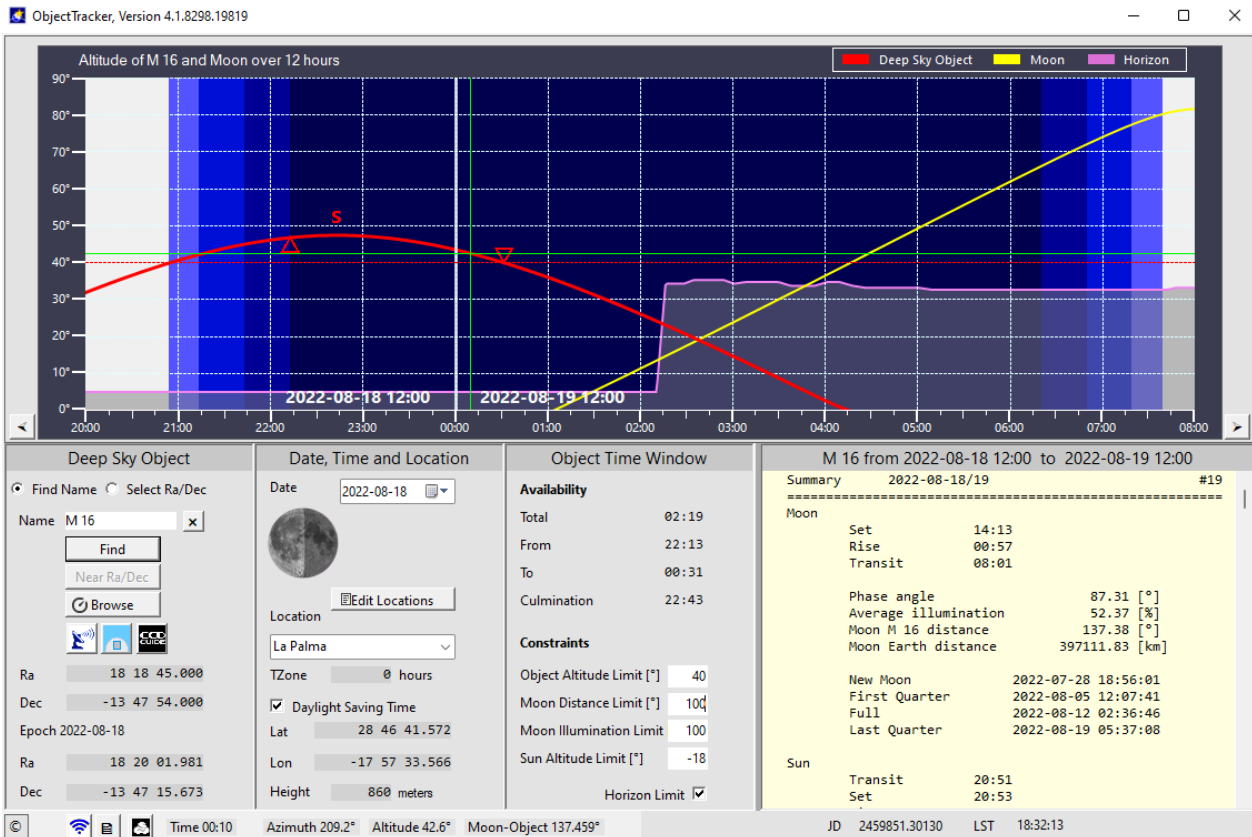 ObjectTracker, Version 4.1.8298.19819
Altitude of M 16 and Moon over 12 hours
Deep Sky Object Moon Horizon
90°
80°
70°
60°
50°
40°
30°
20°
10°
0°
S
2022-08-18 12:00 2022-08-19 12:00
20:00 21:00 22:00 23:00 00:00 01:00 02:00 03:00 04:00 05:00 06:00 07:00 08:00
Deep Sky Object
Find Name Select Ra/Dec
Name M 16
Find
Near Ra/Dec
Browse
CCD GUIDE
Ra 18 18 45.000
Dec -13 47 54.000
Epoch 2022-08-18
Ra 18 20 01.981
Dec -13 47 15.673
Date, Time and Location
Date 2022-08-18
Edit Locations
Location
La Palma
TZone 0 hours
Daylight Saving Time
Lat 28 46 41.572
Lon -17 57 33.566
Height 860 meters
Object Time Window
Availability
Total 02:19
From 22:13
To 00:31
Culmination 22:43
Constraints
Object Altitude Limit [°] 40
Moon Distance Limit [°] 100
Moon Illumination Limit 100
Sun Altitude Limit [°] -18
Horizon Limit
M 16 from 2022-08-18 12:00 to 2022-08-19 12:00
Summary 2022-08-18/19 #19
================================================
Moon
Set 14:13
Rise 00:57
Transit 08:01
Phase angle 87.31 [°]
Average illumination 52.37 [%]
Moon M 16 distance 137.38 [°]
Moon Earth distance 397111.83 [km]
New Moon 2022-07-28 18:56:01
First Quarter 2022-08-05 12:07:41
Full 2022-08-12 02:36:46
Last Quarter 2022-08-19 05:37:08
Sun
Transit 20:51
Set 20:53
© Time 00:10 Azimuth 209.2° Altitude 42.6° Moon-Object 137.459° JD 2459851.30130 LST 18:32:13